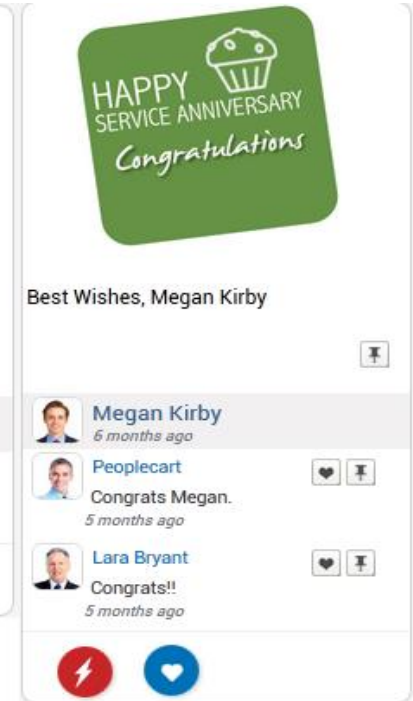 HAPPY
SERVICE ANNIVERSARY
Congratulations
Best Wishes, Megan Kirby
Megan Kirby
6 months ago
Peoplecart
Congrats Megan.
5 months ago
Lara Bryant
Congrats!!
5 months ago